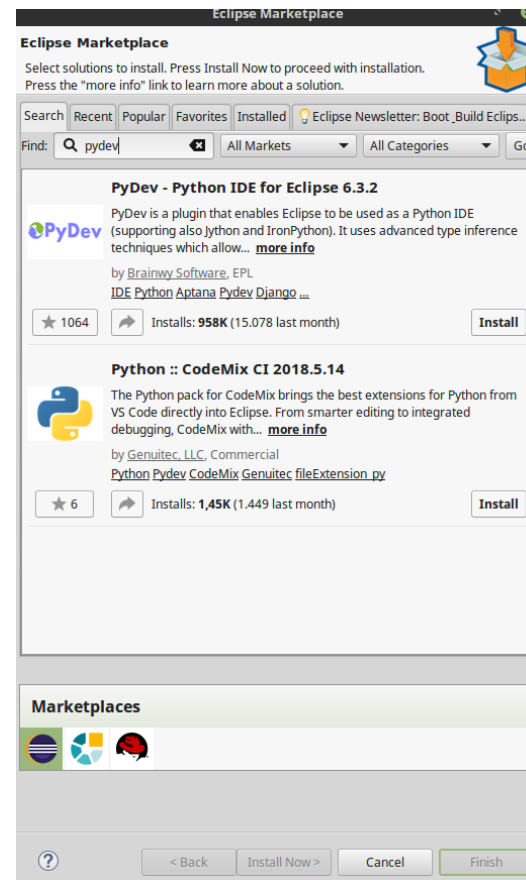 Eclipse Marketplace
Eclipse Marketplace
Select solutions to install. Press Install Now to proceed with installation.
Press the "more info" link to learn more about a solution.
Search Recent Popular Favorites Installed Eclipse Newsletter: Boot_Build Eclips...
Find: pydev All Markets All Categories Go
PyDev - Python IDE for Eclipse 6.3.2
PyDev
PyDev is a plugin that enables Eclipse to be used as a Python IDE
(supporting also Jython and IronPython). It uses advanced type inference
techniques which allow... more info
by Brainwy Software, EPL
IDE Python Aptana Pydev Django ...
1064 Installs: 958K (15.078 last month) Install
Python :: CodeMix CI 2018.5.14
The Python pack for CodeMix brings the best extensions for Python from
VS Code directly into Eclipse. From smarter editing to integrated
debugging, CodeMix with... more info
by Genuitec, LLC, Commercial
Python Pydev CodeMix Genuitec fileExtension_py
6 Installs: 1,45K (1.449 last month) Install
Marketplaces
? < Back Install Now > Cancel Finish